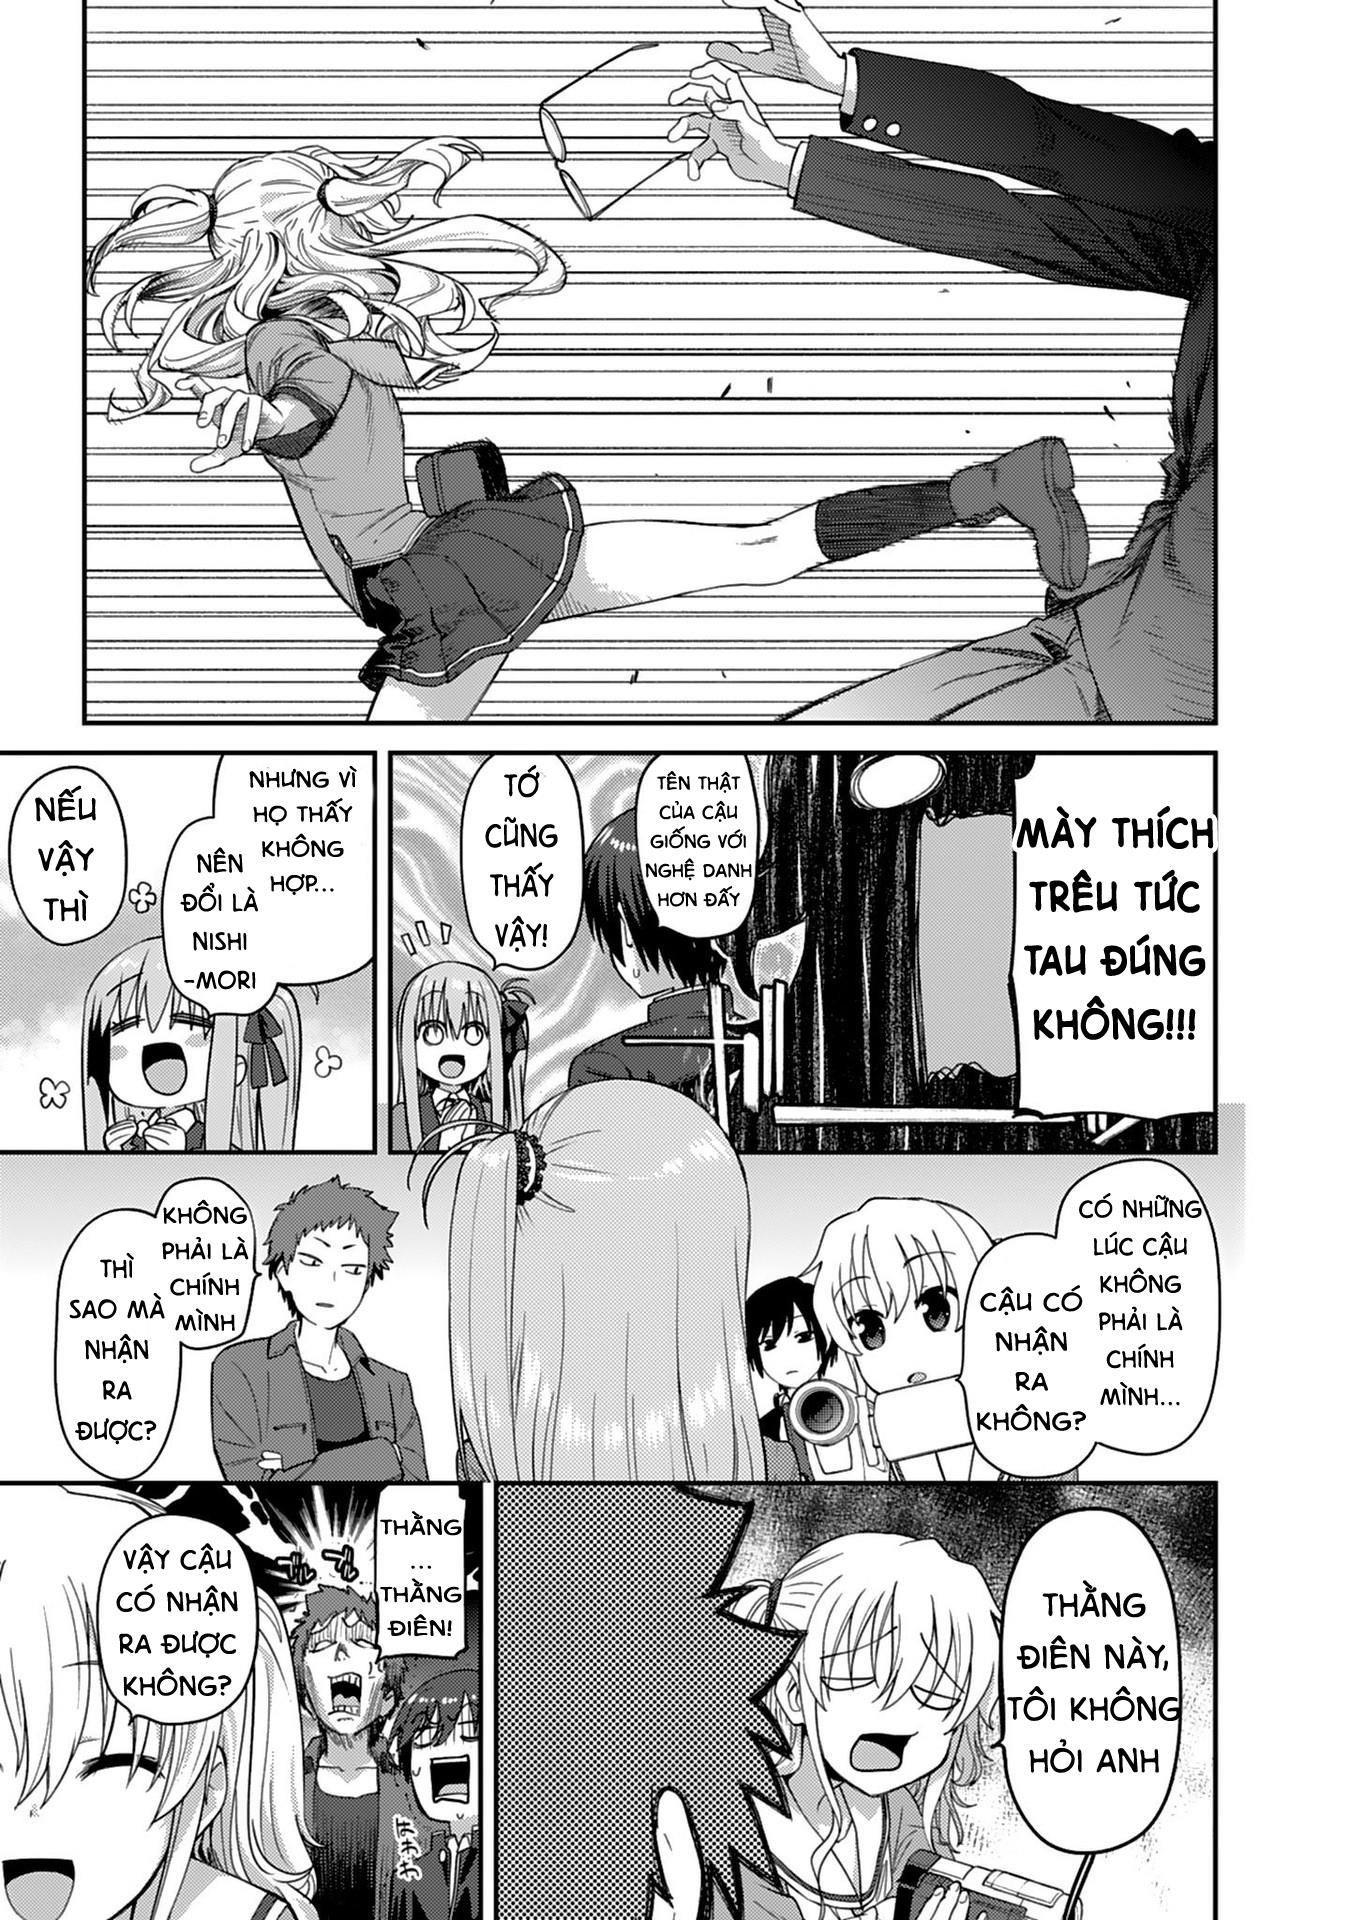 MÀY THÍCH
TRÊU TỨC
TAU ĐÚNG
KHÔNG!!!
TÊN THẬT
CỦA CẬU
GIỐNG VỚI
NGHỆ DANH
HƠN ĐẤY
TỚ
CŨNG
THẤY
VẬY!
NHƯNG VÌ
HỌ THẤY
KHÔNG
HỢP...
NÊN
ĐỔI LÀ
NISHI
-MORI
NẾU
VẬY
THÌ
CÓ NHỮNG
LÚC CẬU
KHÔNG
PHẢI LÀ
CHÍNH
MÌNH...
CẬU CÓ
NHẬN
RA
KHÔNG?
KHÔNG
PHẢI LÀ
CHÍNH
MÌNH
THÌ
SAO MÀ
NHẬN
RA
ĐƯỢC?
THẰNG
ĐIÊN NÀY,
TÔI KHÔNG
HỎI ANH
THẰNG
...
THẰNG
ĐIÊN!
はわわ
VẬY CẬU
CÓ NHẬN
RA ĐƯỢC
KHÔNG?